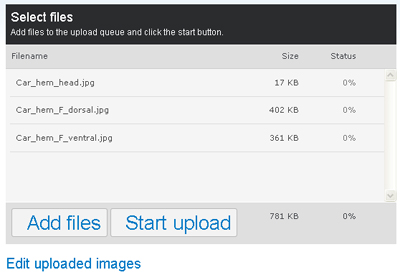 Select files
Add files to the upload queue and click the start button.
Filename Size Status
Car_hem_head.jpg 17 KB 0%
Car_hem_F_dorsal.jpg 402 KB 0%
Car_hem_F_ventral.jpg 361 KB 0%
Add files Start upload 781 KB 0%
Edit uploaded images